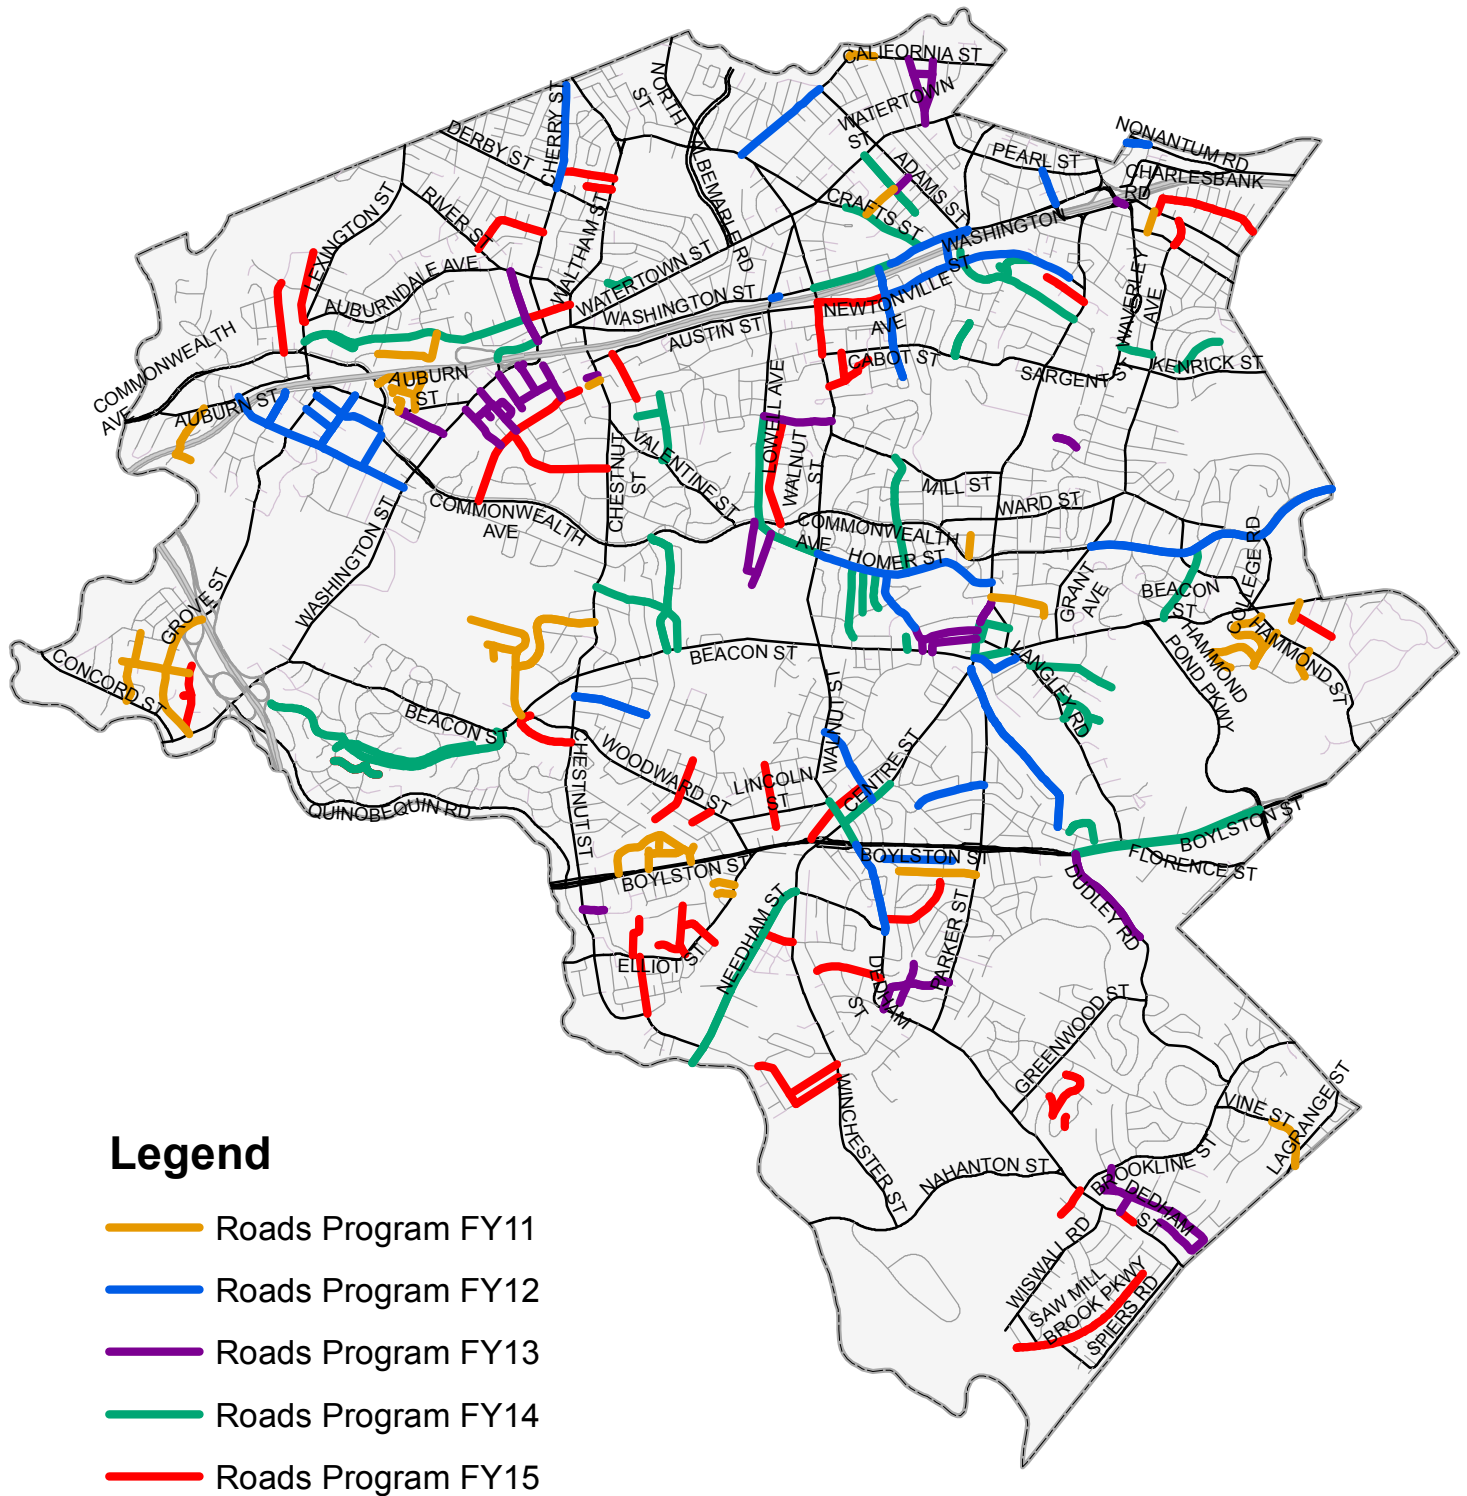 CALIFORNIA ST
NORTH
ST
WATERTOWN
ST
NONANTUM RD
DERBY ST
CHERRY ST
N BEMARLE RD
PEARL ST
CHARLESBANK
RD
ADAMS ST
LEXINGTON ST
RIVER ST
WALTHAM ST
CRAFTS ST
WASHINGTON
ST
AUBURNDALE AVE
WATERTOWN ST
WASHINGTON ST
NEWTONVILLE
AVE
WAVERLEY
AVE
COMMONWEALTH
AVE
AUSTIN ST
CABOT ST
SARGENT ST
KENRICK ST
AUBURN
ST
AUBURN ST
LOWELL AVE
WALNUT
ST
VALENTINE ST
CHESTNUT
ST
MILL ST
WARD ST
COMMONWEALTH
AVE
COMMONWEALTH
AVE
HOMER ST
WASHINGTON ST
GRANT
AVE
COLLEGE RD
BEACON
ST
GROVE ST
CONCORD ST
BEACON ST
LANGLEY RD
HAMMOND
POND PKWY
HAMMOND ST
BEACON ST
WALNUT ST
CHESTNUT ST
WOODWARD ST
LINCOLN
ST
CENTRE ST
QUINOBEQUIN RD
BOYLSTON ST
BOYLSTON ST
BOYLSTON ST
FLORENCE ST
DUDLEY RD
NEEDHAM ST
PARKER ST
ELLIOT ST
DEDHAM
ST
GREENWOOD ST
WINCHESTER ST
VINE ST
LAGRANGE ST
NAHANTON ST
BROOKLINE ST
DEDHAM
ST
WISWALL RD
SAW MILL
BROOK PKWY
SPIERS RD
Legend
Roads Program FY11
Roads Program FY12
Roads Program FY13
Roads Program FY14
Roads Program FY15